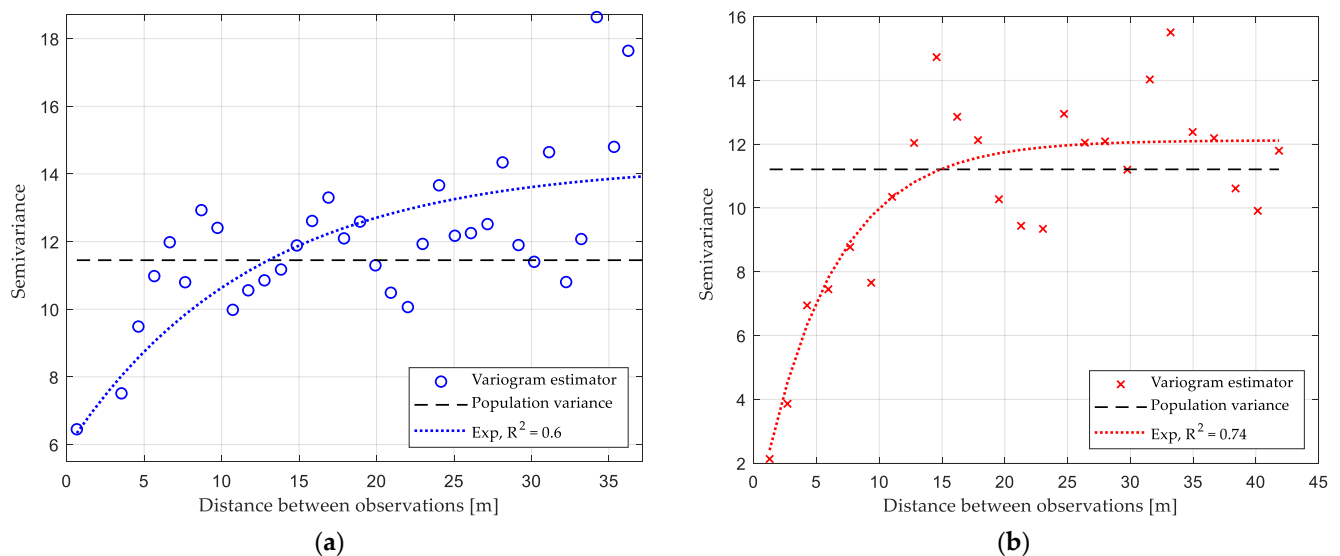 18
16
14
12
10
8
6
0 5 10 15 20 25 30 35
Semivariance
Distance between observations [m]
Variogram estimator
Population variance
Exp, R² = 0.6
(a)
16
14
12
10
8
6
4
2
0 5 10 15 20 25 30 35 40 45
Semivariance
Distance between observations [m]
Variogram estimator
Population variance
Exp, R² = 0.74
(b)